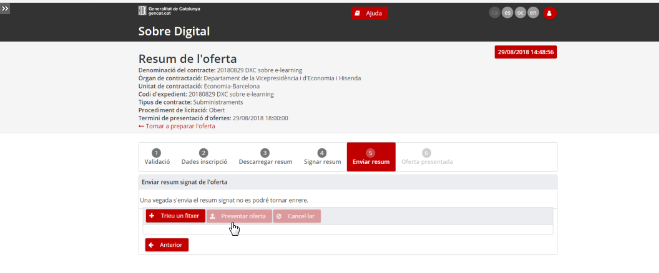 Generalitat de Catalunya
gencat.cat
Ajuda
ca es oc en
Sobre Digital
29/08/2018 14:48:56
Resum de l'oferta
Denominació del contracte: 20180829 DXC sobre e-learning
Òrgan de contractació: Departament de la Vicepresidència i d'Economia i Hisenda
Unitat de contractació: Economia-Barcelona
Codi d'expedient: 20180829 DXC sobre e-learning
Tipus de contracte: Subministraments
Procediment de licitació: Obert
Termini de presentació d'ofertes: 29/08/2018 18:00:00
← Tornar a preparar l'oferta
1 2 3 4 5 6
Validació Dades inscripció Descarregar resum Signar resum Enviar resum Oferta presentada
Enviar resum signat de l'oferta
Una vegada s'envia el resum signat no es podrà tornar enrere.
Trieu un fitxer Presentar oferta Cancel·lar
Anterior